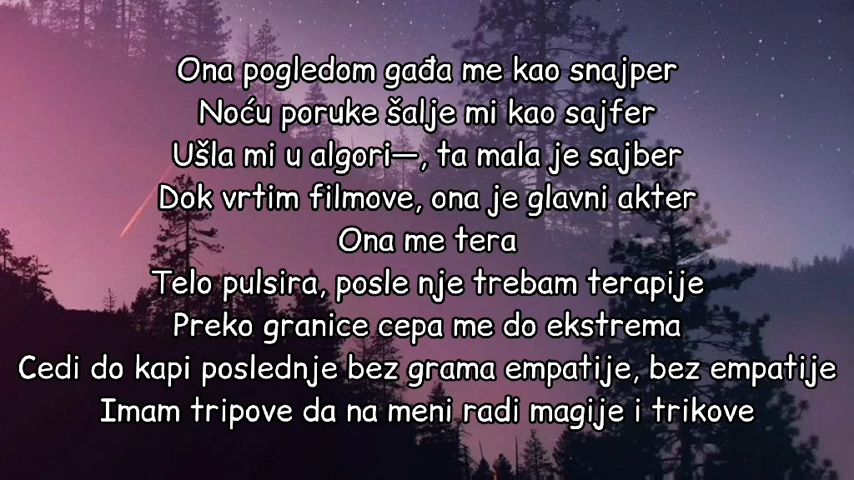 Ona pogledom gađa me kao snajper
Noću poruke šalje mi kao sajfer
Ušla mi u algori—, ta mala je sajber
Dok vrtim filmove, ona je glavni akter
Ona me tera
Telo pulsira, posle nje trebam terapije
Preko granice cepa me do ekstrema
Cedi do kapi poslednje bez grama empatije, bez empatije
Imam tripove da na meni radi magije i trikove